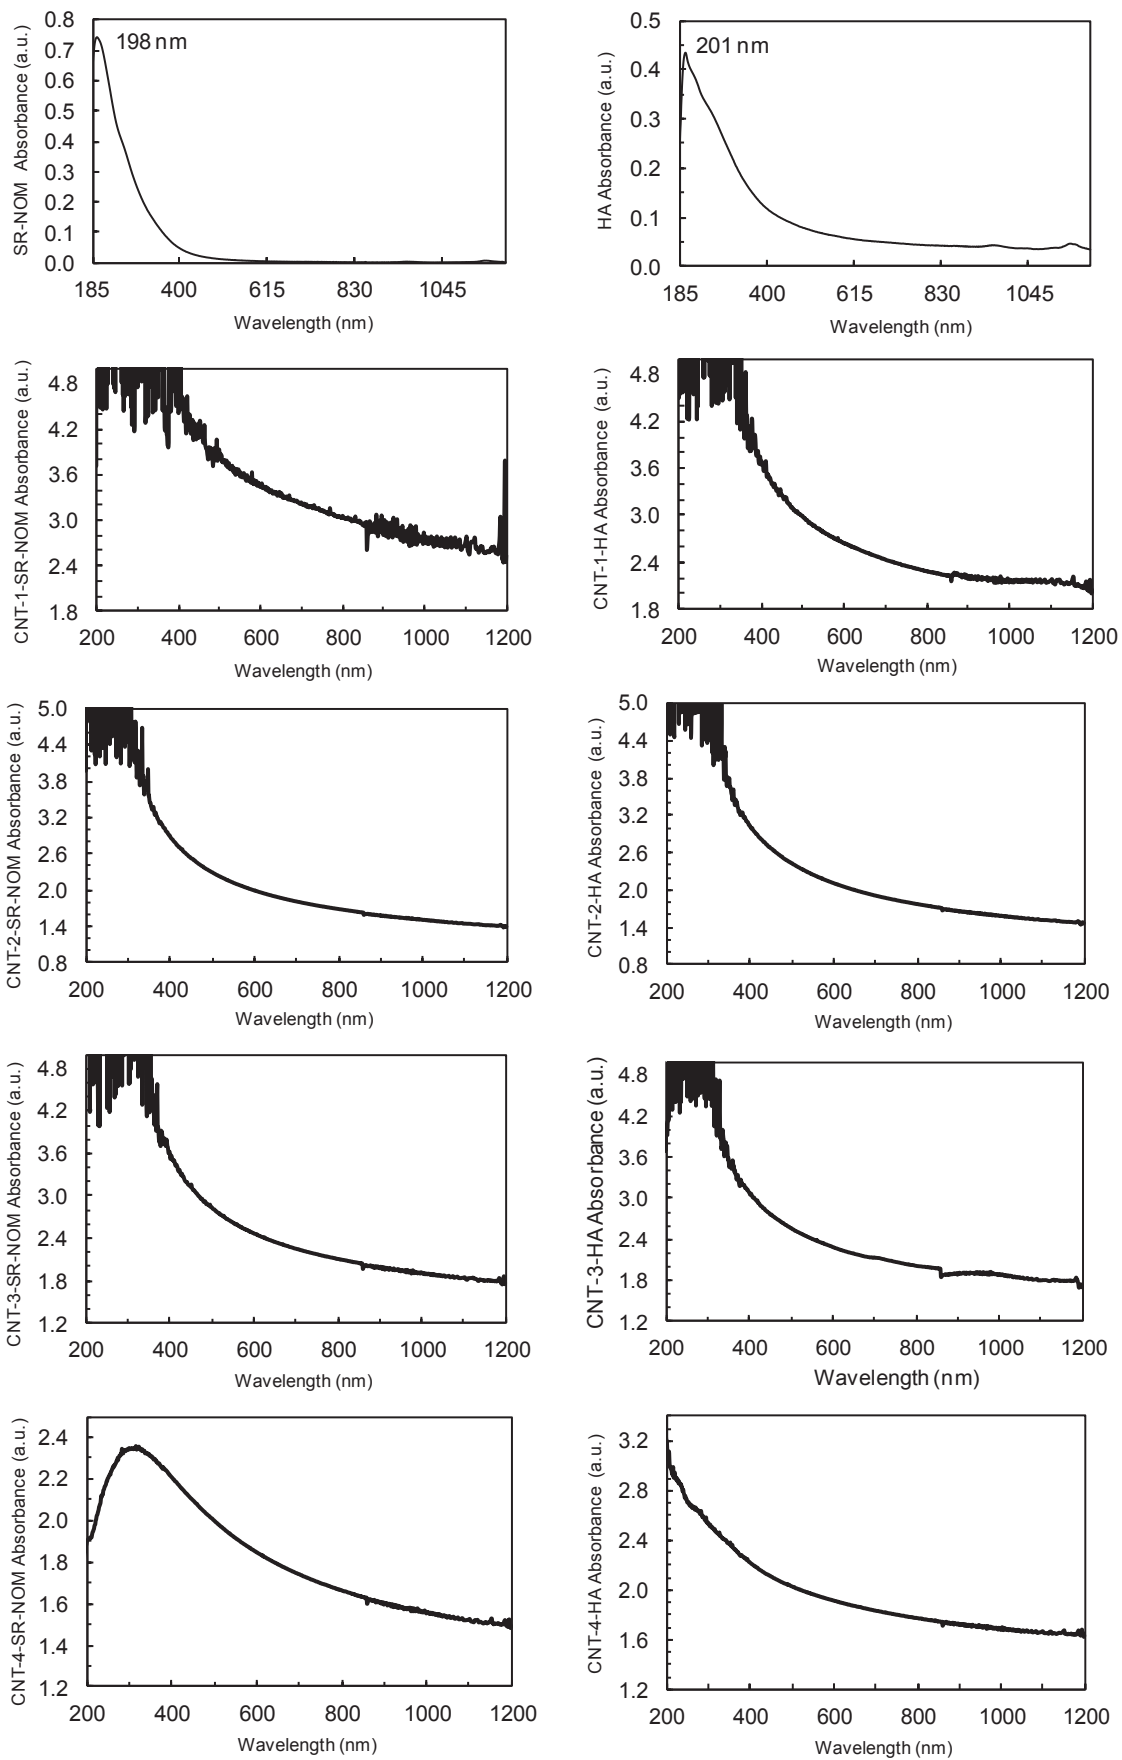 SR-NOM Absorbance (a.u.)
0.8
0.7
0.6
0.5
0.4
0.3
0.2
0.1
0.0
198 nm
185 400 615 830 1045
Wavelength (nm)
HA Absorbance (a.u.)
0.5
0.4
0.3
0.2
0.1
0.0
201 nm
185 400 615 830 1045
Wavelength (nm)
CNT-1-SR-NOM Absorbance (a.u.)
4.8
4.2
3.6
3.0
2.4
1.8
200 400 600 800 1000 1200
Wavelength (nm)
CNT-1-HA Absorbance (a.u.)
4.8
4.2
3.6
3.0
2.4
1.8
200 400 600 800 1000 1200
Wavelength (nm)
CNT-2-SR-NOM Absorbance (a.u.)
5.0
4.4
3.8
3.2
2.6
2.0
1.4
0.8
200 400 600 800 1000 1200
Wavelength (nm)
CNT-2-HA Absorbance (a.u.)
5.0
4.4
3.8
3.2
2.6
2.0
1.4
0.8
200 400 600 800 1000 1200
Wavelength (nm)
CNT-3-SR-NOM Absorbance (a.u.)
4.8
4.2
3.6
3.0
2.4
1.8
1.2
200 400 600 800 1000 1200
Wavelength (nm)
CNT-3-HA Absorbance (a.u.)
4.8
4.2
3.6
3.0
2.4
1.8
1.2
200 400 600 800 1000 1200
Wavelength (nm)
CNT-4-SR-NOM Absorbance (a.u.)
2.4
2.2
2.0
1.8
1.6
1.4
1.2
200 400 600 800 1000 1200
Wavelength (nm)
CNT-4-HA Absorbance (a.u.)
3.2
2.8
2.4
2.0
1.6
1.2
200 400 600 800 1000 1200
Wavelength (nm)